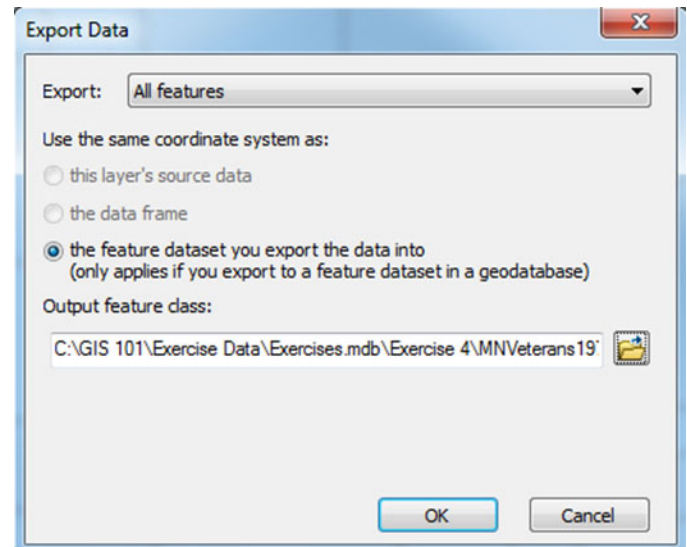 Export Data
Export: All features
Use the same coordinate system as:
this layer's source data
the data frame
the feature dataset you export the data into
(only applies if you export to a feature dataset in a geodatabase)
Output feature class:
C:\GIS 101\Exercise Data\Exercises.mdb\Exercise 4\MNVeterans19
OK Cancel